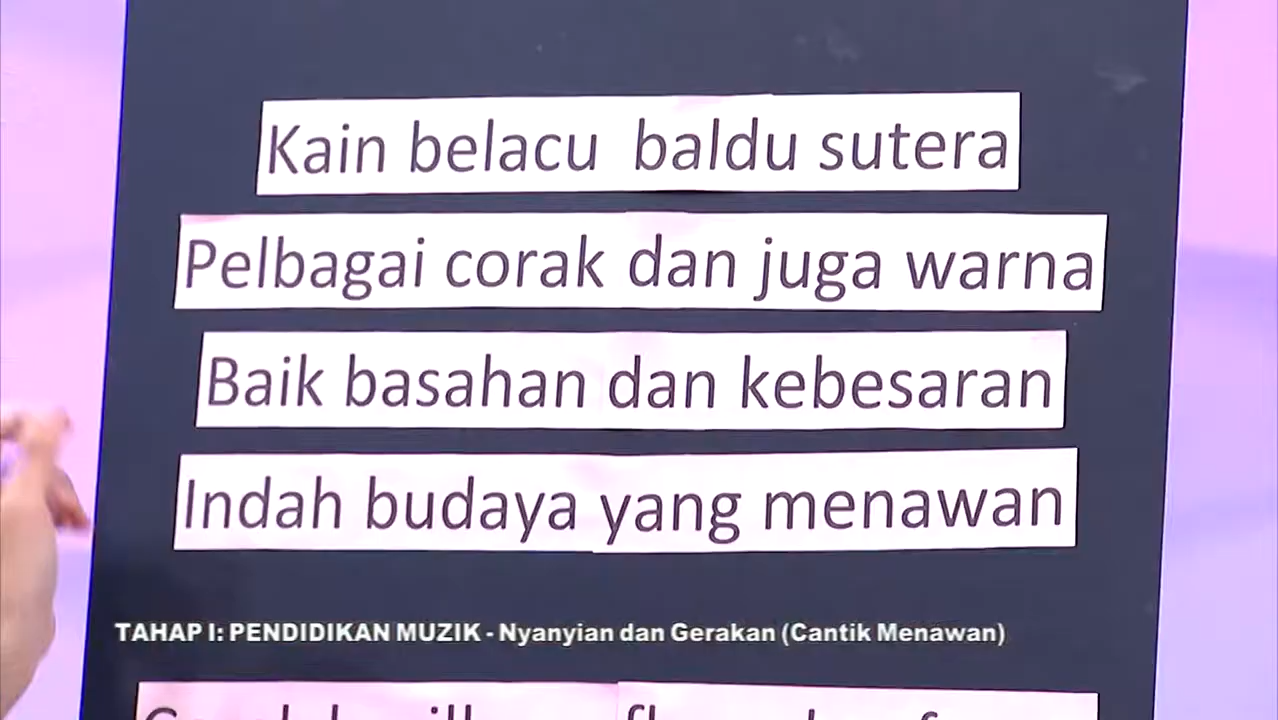 Kain belacu baldu sutera
Pelbagai corak dan juga warna
Baik basahan dan kebesaran
Indah budaya yang menawan
TAHAP I: PENDIDIKAN MUZIK - Nyanyian dan Gerakan (Cantik Menawan)